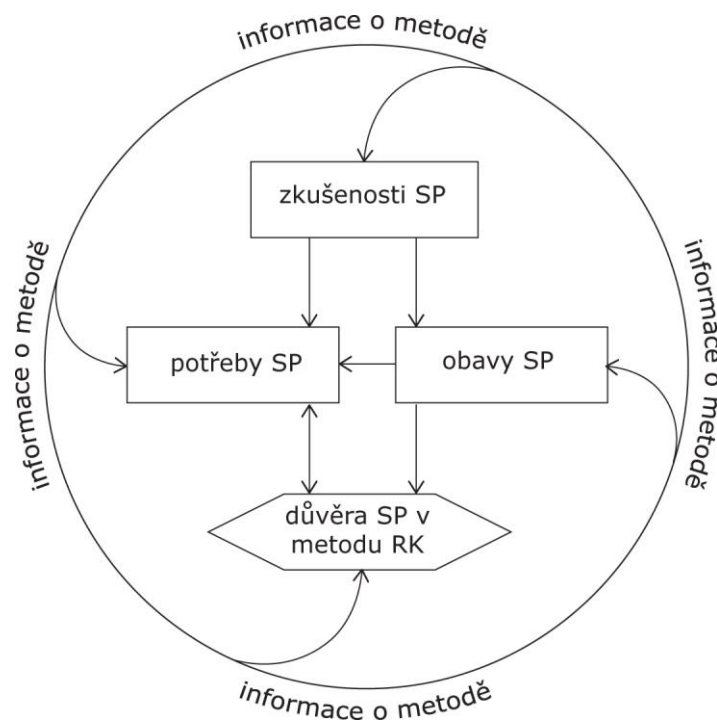 informace o metodě
zkušenosti SP
informace o metodě
informace o metodě
potřeby SP
obavy SP
důvěra SP v
metodu RK
informace o metodě